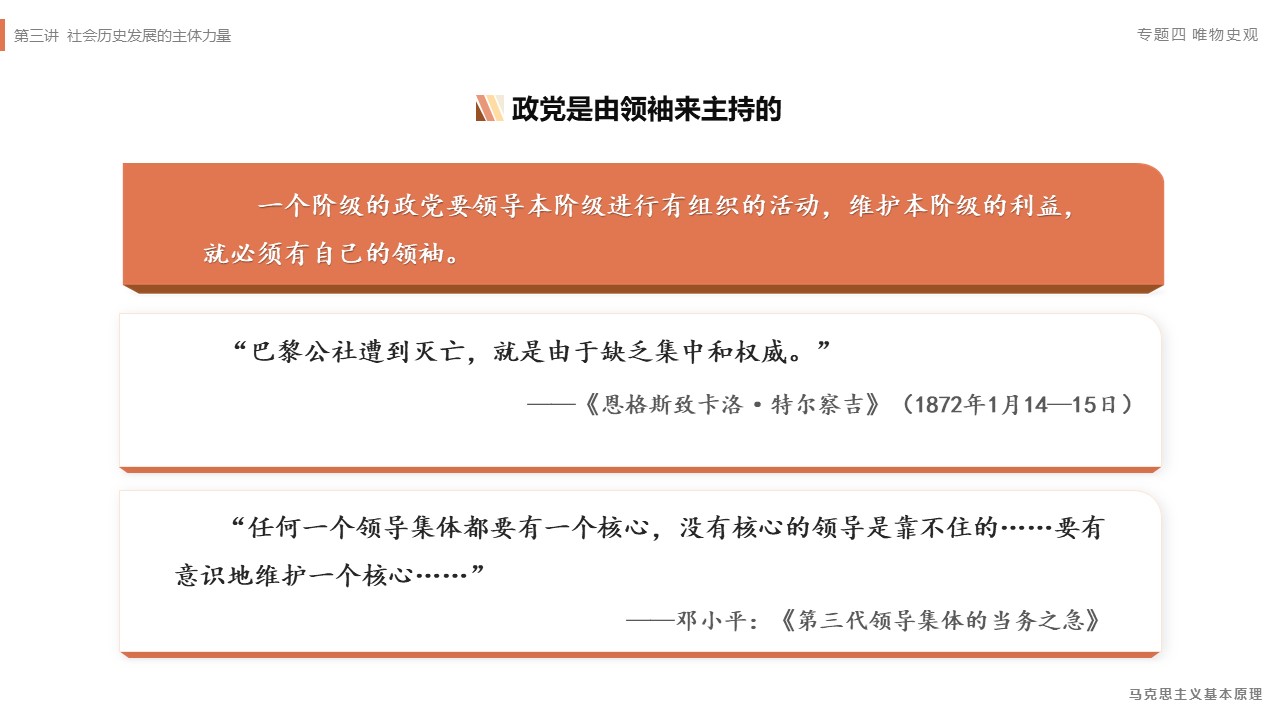 第三讲 社会历史发展的主体力量
专题四 唯物史观
政党是由领袖来主持的
一个阶级的政党要领导本阶级进行有组织的活动，维护本阶级的利益，
就必须有自己的领袖。
“巴黎公社遭到灭亡，就是由于缺乏集中和权威。”
——《恩格斯致卡洛·特尔察吉》（1872年1月14—15日）
“任何一个领导集体都要有一个核心，没有核心的领导是靠不住的……要有
意识地维护一个核心……”
——邓小平：《第三代领导集体的当务之急》
马克思主义基本原理